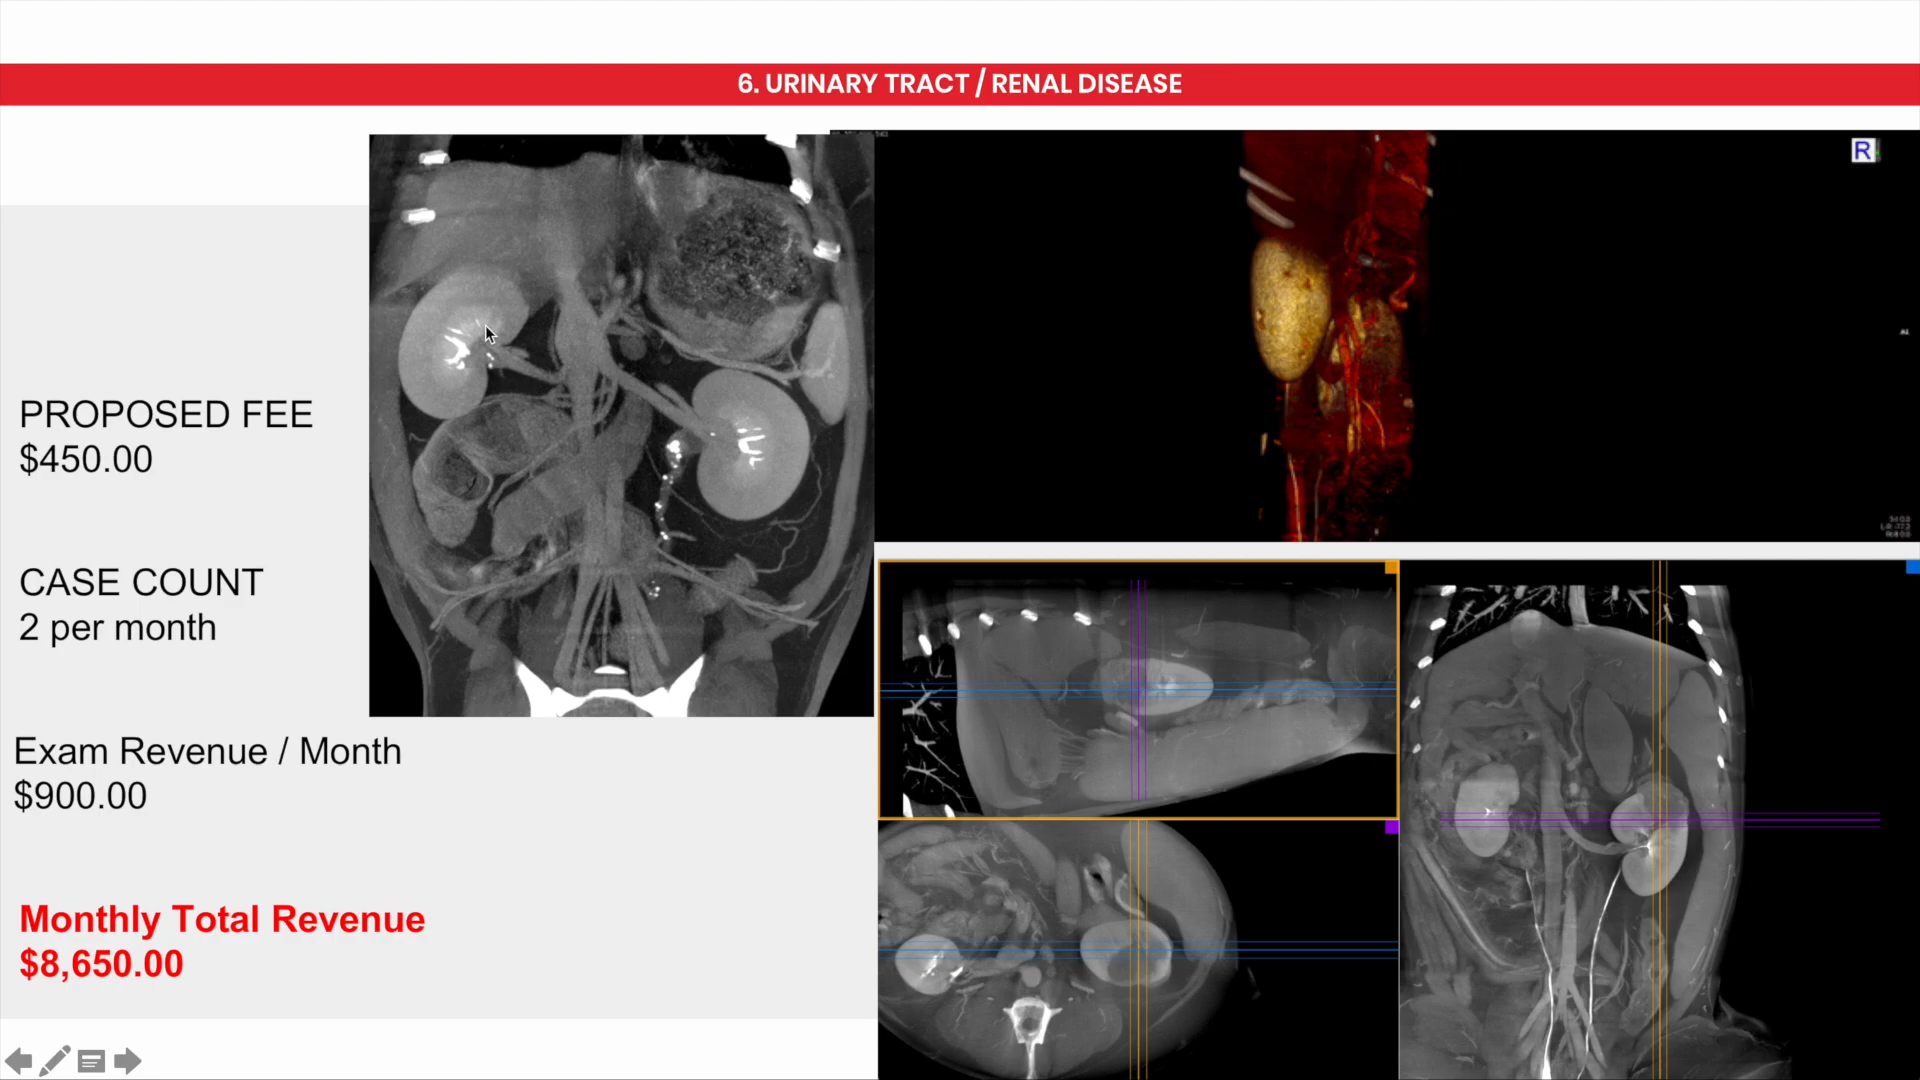 6. URINARY TRACT / RENAL DISEASE
R
PROPOSED FEE
$450.00
CASE COUNT
2 per month
Exam Revenue / Month
$900.00
Monthly Total Revenue
$8,650.00